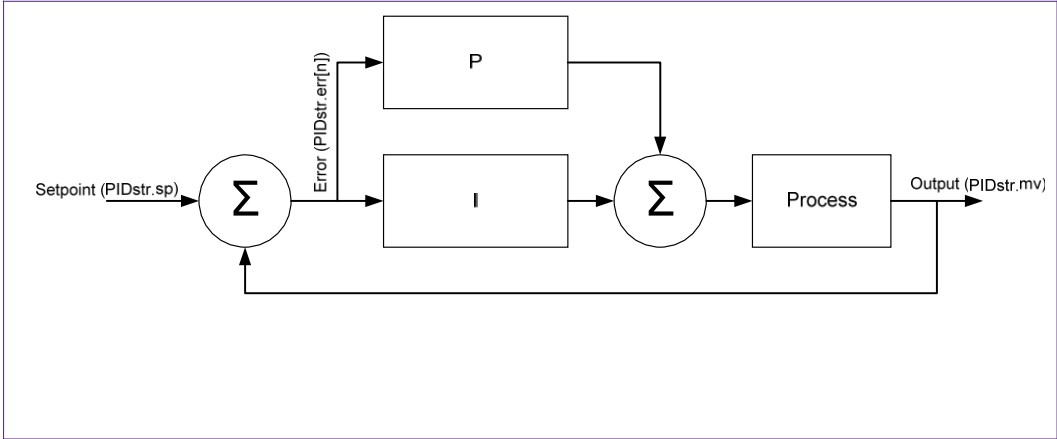 P
Error (PIDstr.err[n])
Setpoint (PIDstr.sp)
Σ
I
Σ
Process
Output (PIDstr.mv)